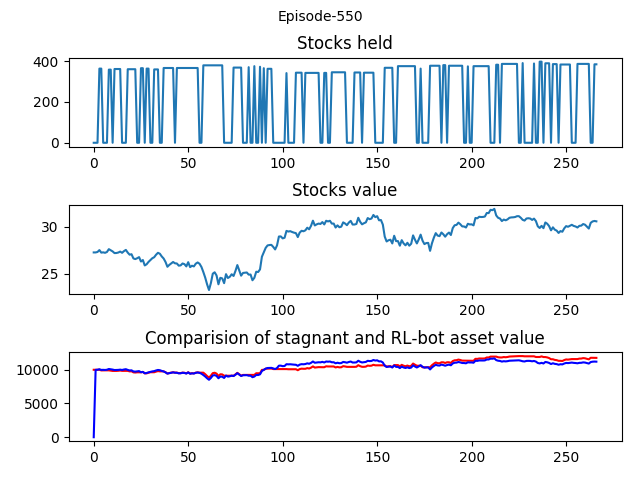 Episode-550
Stocks held
400
200
0
0 50 100 150 200 250
Stocks value
30
25
0 50 100 150 200 250
Comparision of stagnant and RL-bot asset value
10000
5000
0
0 50 100 150 200 250